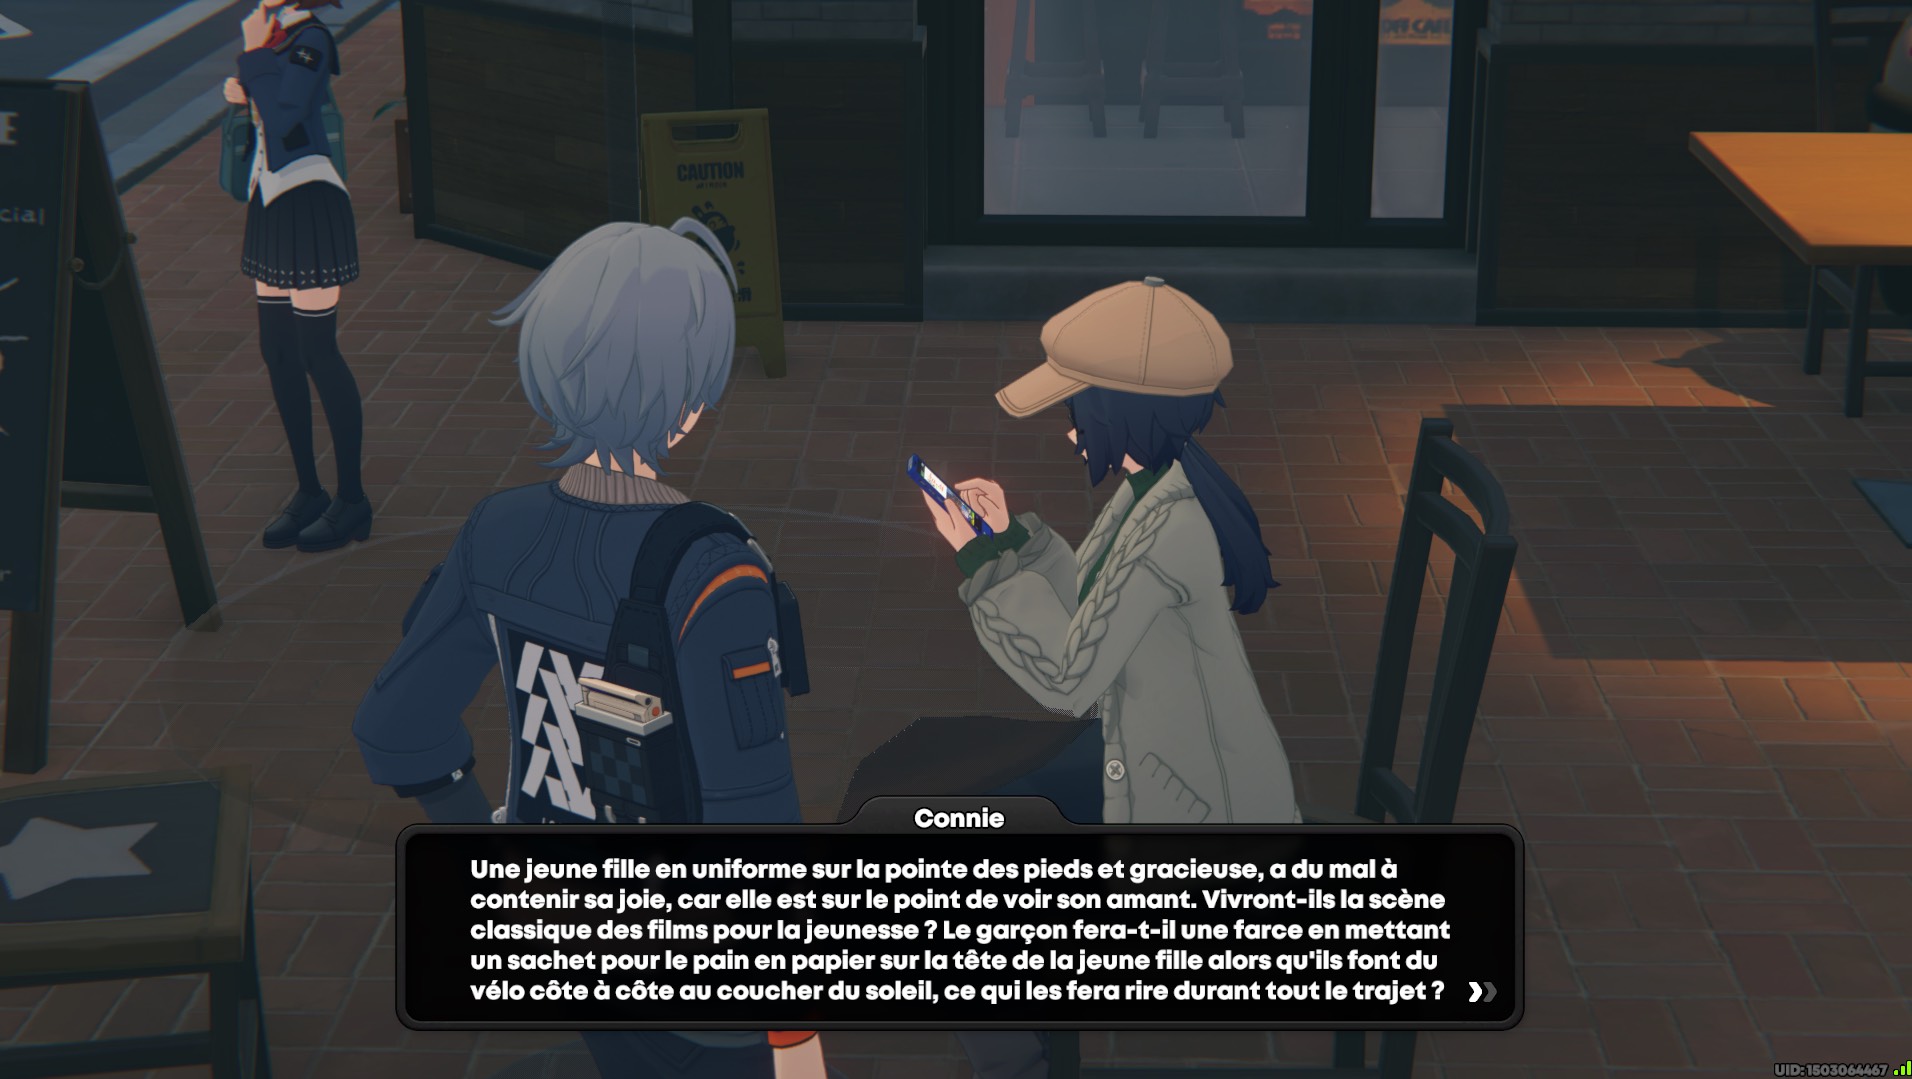 CAUTION
cial
Connie
Une jeune fille en uniforme sur la pointe des pieds et gracieuse, a du mal à
contenir sa joie, car elle est sur le point de voir son amant. Vivront-ils la scène
classique des films pour la jeunesse ? Le garçon fera-t-il une farce en mettant
un sachet pour le pain en papier sur la tête de la jeune fille alors qu'ils font du
vélo côte à côte au coucher du soleil, ce qui les fera rire durant tout le trajet ?
UID:1503064467